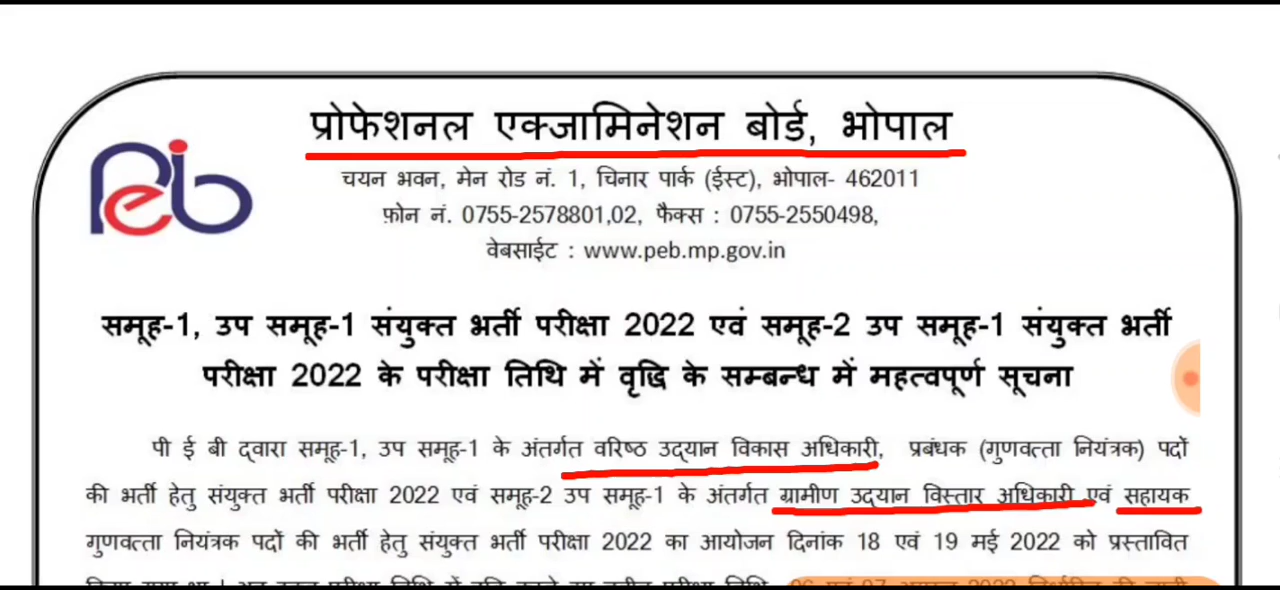 प्रोफेशनल एक्जामिनेशन बोर्ड, भोपाल
PEb
चयन भवन, मेन रोड नं. 1, चिनार पार्क (ईस्ट), भोपाल- 462011
फ़ोन नं. 0755-2578801,02, फैक्स : 0755-2550498,
वेबसाईट : www.peb.mp.gov.in
समूह-1, उप समूह-1 संयुक्त भर्ती परीक्षा 2022 एवं समूह-2 उप समूह-1 संयुक्त भर्ती
परीक्षा 2022 के परीक्षा तिथि में वृद्धि के सम्बन्ध में महत्वपूर्ण सूचना
पी ई बी द्वारा समूह-1, उप समूह-1 के अंतर्गत वरिष्ठ उद्यान विकास अधिकारी, प्रबंधक (गुणवत्ता नियंत्रक) पदों
की भर्ती हेतु संयुक्त भर्ती परीक्षा 2022 एवं समूह-2 उप समूह-1 के अंतर्गत ग्रामीण उद्यान विस्तार अधिकारी एवं सहायक
गुणवत्ता नियंत्रक पदों की भर्ती हेतु संयुक्त भर्ती परीक्षा 2022 का आयोजन दिनांक 18 एवं 19 मई 2022 को प्रस्तावित